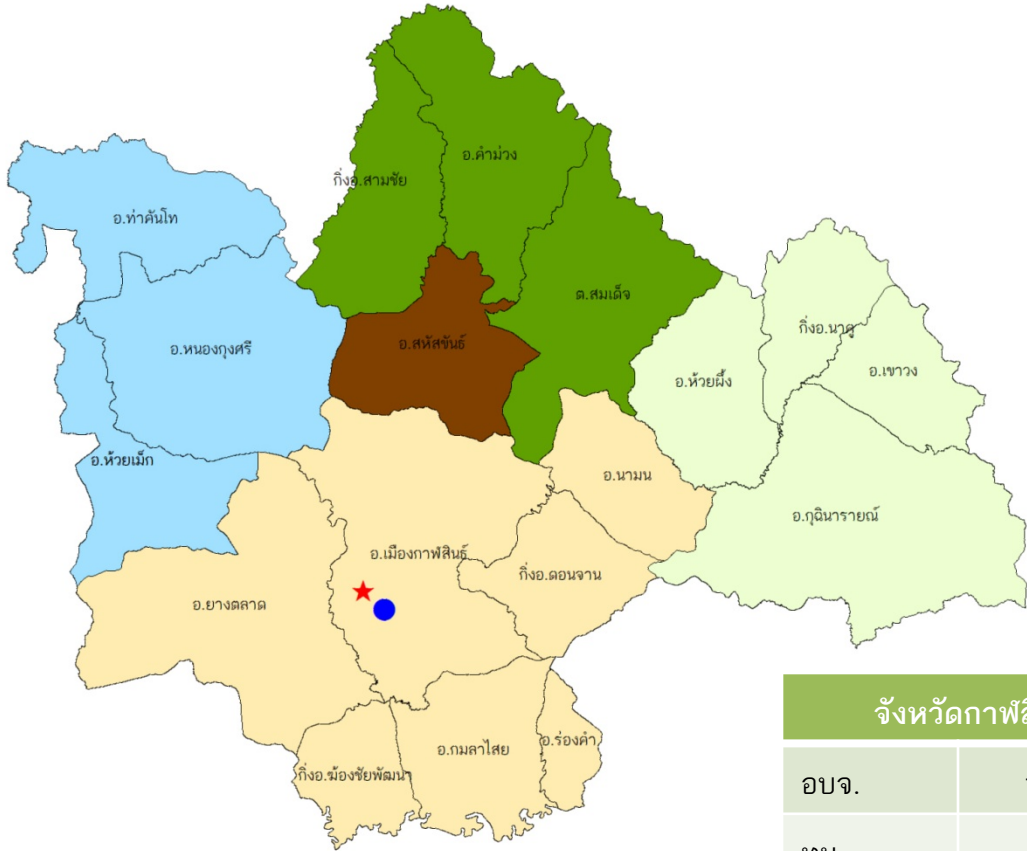 อ.คำม่วง
กิ่งอ.สามชัย
อ.ท่าคันโท
ต.สมเด็จ
กิ่งอ.นาคู
อ.หนองกุงศรี
อ.สหัสขันธ์
อ.ห้วยผึ้ง
อ.เขาวง
อ.ห้วยเม็ก
อ.นามน
อ.กุฉินารายณ์
อ.เมืองกาฬสินธุ์
กิ่งอ.ดอนจาน
อ.ยางตลาด
อ.กมลาไสย
อ.ร่องคำ
กิ่งอ.ฆ้องชัยพัฒนา
อบจ.